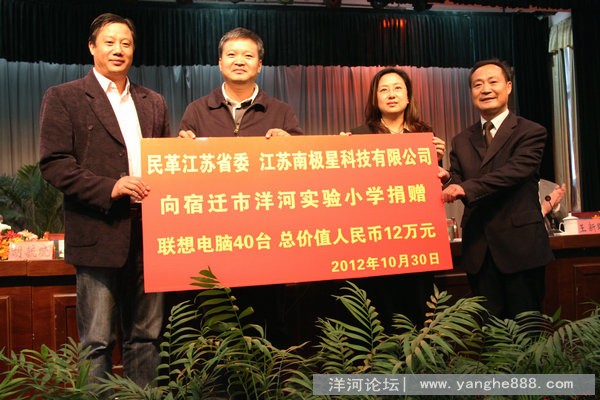 民革江苏省委 江苏南极星科技有限公司
向宿迁市洋河实验小学捐赠
联想电脑40台 总价值人民币12万元
2012年10月30日
洋河论坛| www.yanghe888.com